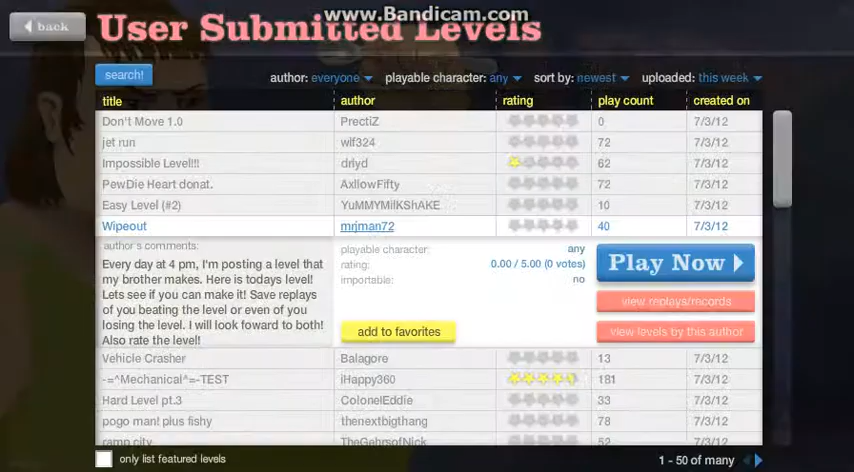 www.Bandicam.com
back
User Submitted Levels
search!
author: everyone playable character: any sort by: newest uploaded: this week
title author rating play count created on
Don't Move 1.0 PrectiZ 0 7/3/12
jet run wlf324 72 7/3/12
Impossible Level!!! driyd 62 7/3/12
PewDie Heart donat. AxllowFifty 72 7/3/12
Easy Level (#2) YuMMYMilKShAKE 10 7/3/12
Wipeout mrjman72 40 7/3/12
author's comments:
Every day at 4 pm, I'm posting a level that
my brother makes. Here is todays level!
Lets see if you can make it! Save replays
of you beating the level or even of you
losing the level. I will look foward to both!
Also rate the level!
playable character: any
rating: 0.00 / 5.00 (0 votes)
importable: no
add to favorites
Play Now
view replays/records
view levels by this author
Vehicle Crasher Balagore 13 7/3/12
-=^Mechanical^=-TEST iHappy360 181 7/3/12
Hard Level pt.3 ColonelEddie 33 7/3/12
pogo man! plus fishy thenextbigthang 78 7/3/12
ramp city TheGehrsofNick 52 7/3/12
only list featured levels
1 - 50 of many